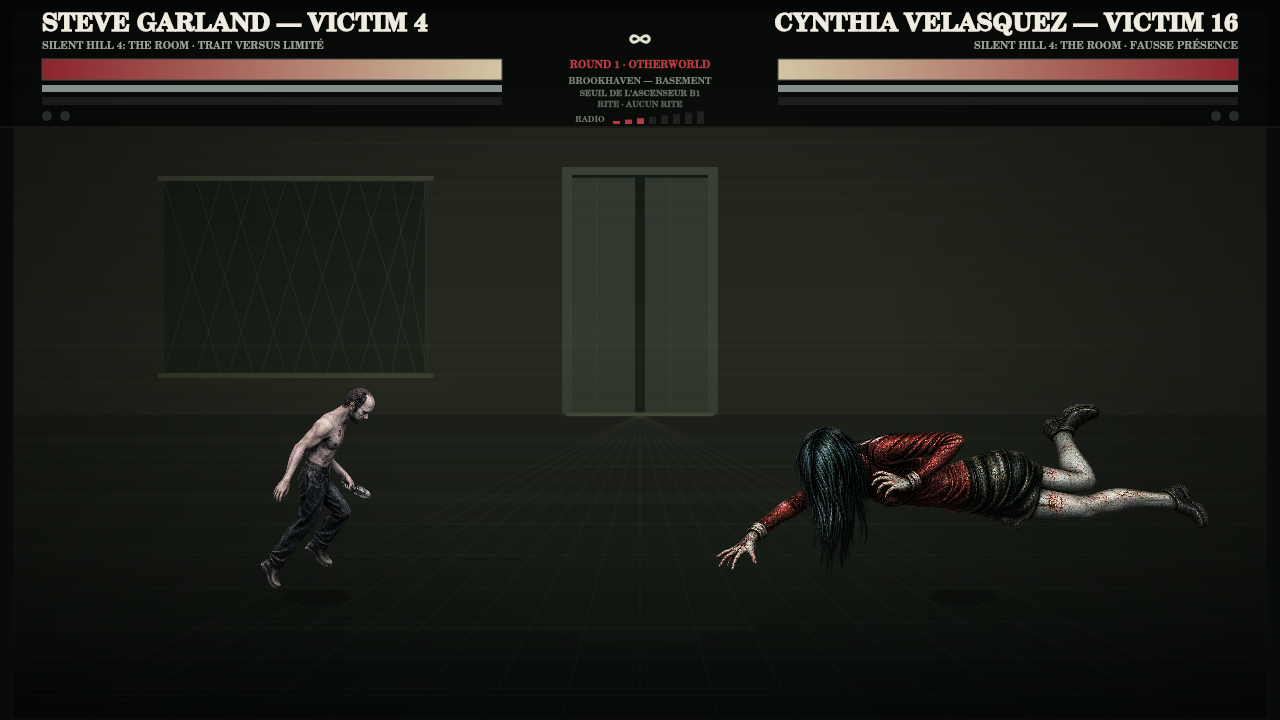 STEVE GARLAND — VICTIM 4
SILENT HILL 4: THE ROOM · TRAIT VERSUS LIMITÉ
∞
ROUND 1 · OTHERWORLD
BROOKHAVEN — BASEMENT
SEUIL DE L'ASCENSEUR B1
RITE · AUCUN RITE
RADIO
CYNTHIA VELASQUEZ — VICTIM 16
SILENT HILL 4: THE ROOM · FAUSSE PRÉSENCE